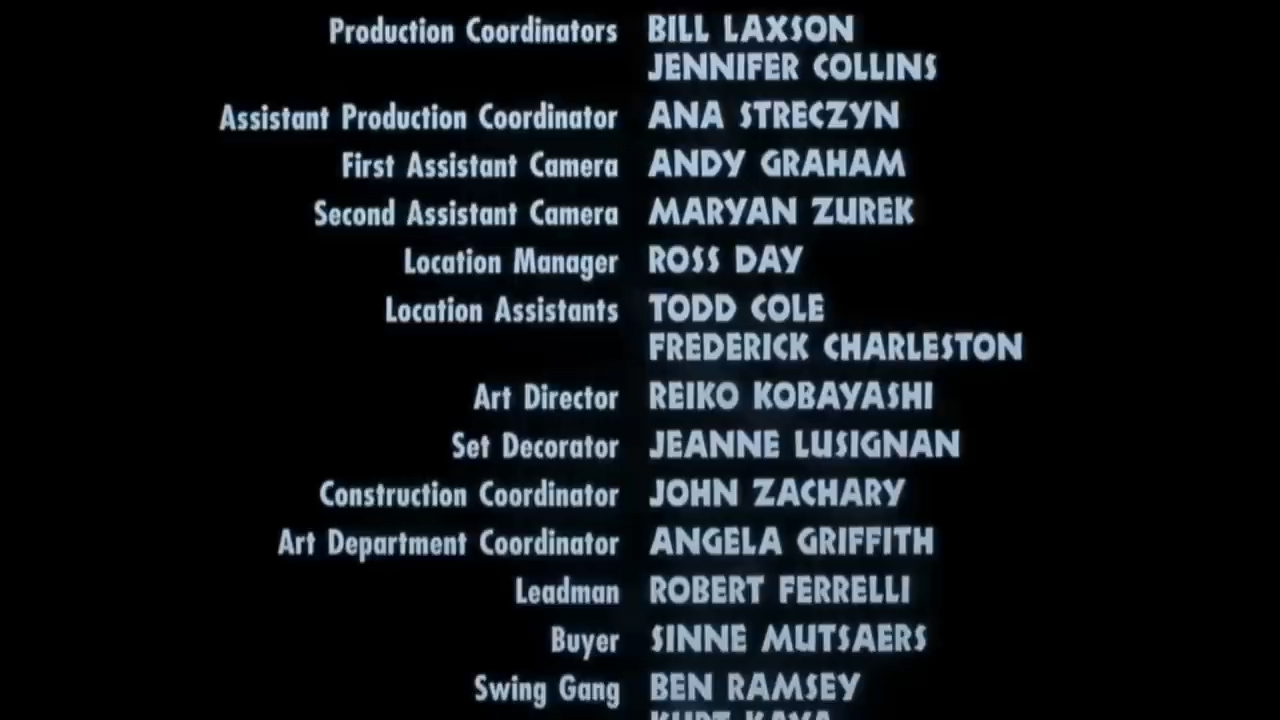 Production Coordinators BILL LAXSON
JENNIFER COLLINS
Assistant Production Coordinator ANA STRECZYN
First Assistant Camera ANDY GRAHAM
Second Assistant Camera MARYAN ZUREK
Location Manager ROSS DAY
Location Assistants TODD COLE
FREDERICK CHARLESTON
Art Director REIKO KOBAYASHI
Set Decorator JEANNE LUSIGNAN
Construction Coordinator JOHN ZACHARY
Art Department Coordinator ANGELA GRIFFITH
Leadman ROBERT FERRELLI
Buyer SINNE MUTSAERS
Swing Gang BEN RAMSEY